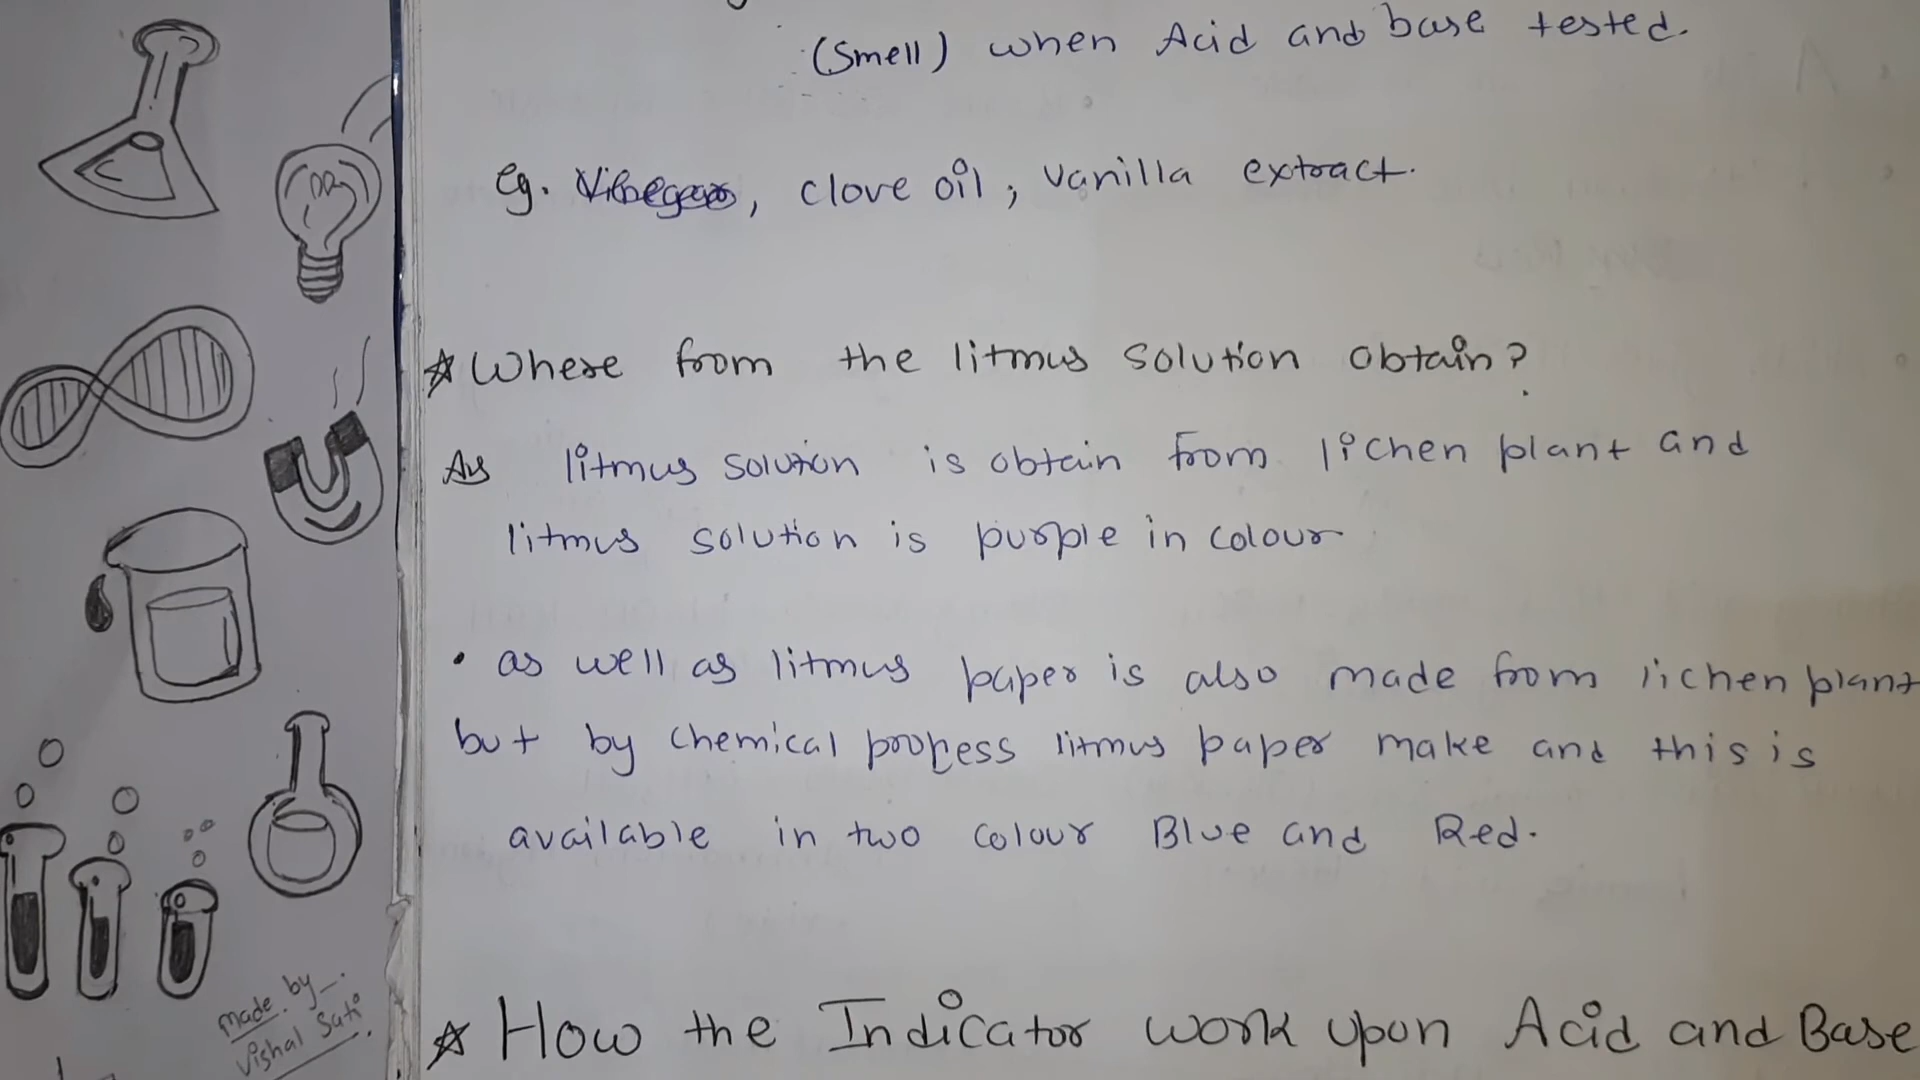 (Smell) when Acid and base tested.
eg. , clove oil, vanilla extract.
☆ Where from the litmus solution obtain?
As litmus solution is obtain from lichen plant and
litmus solution is purple in colour
• as well as litmus paper is also made from lichen plant
but by chemical process litmus paper make and this is
available in two colour Blue and Red.
☆ How the Indicator work upon Acid and Base
made by
Vishal Sati